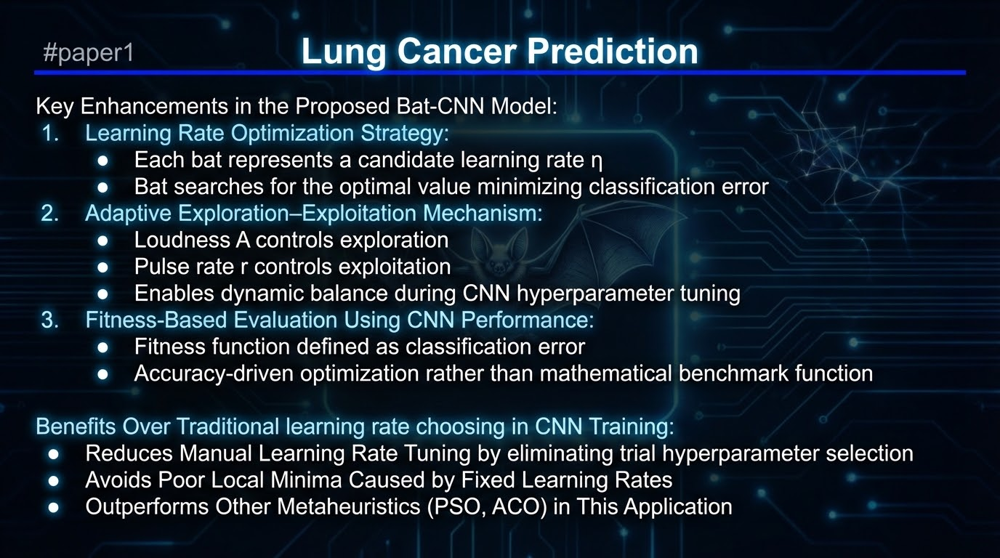 #paper1
Lung Cancer Prediction
Key Enhancements in the Proposed Bat-CNN Model:
1. Learning Rate Optimization Strategy:
● Each bat represents a candidate learning rate η
● Bat searches for the optimal value minimizing classification error
2. Adaptive Exploration–Exploitation Mechanism:
● Loudness A controls exploration
● Pulse rate r controls exploitation
● Enables dynamic balance during CNN hyperparameter tuning
3. Fitness-Based Evaluation Using CNN Performance:
● Fitness function defined as classification error
● Accuracy-driven optimization rather than mathematical benchmark function
Benefits Over Traditional learning rate choosing in CNN Training:
● Reduces Manual Learning Rate Tuning by eliminating trial hyperparameter selection
● Avoids Poor Local Minima Caused by Fixed Learning Rates
● Outperforms Other Metaheuristics (PSO, ACO) in This Application